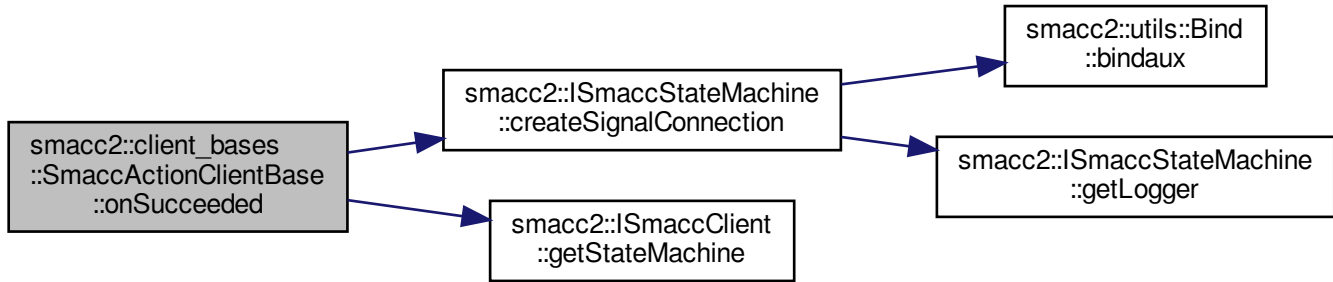 smacc2::client_bases
::SmaccActionClientBase
::onSucceeded
smacc2::ISmaccStateMachine
::createSignalConnection
smacc2::ISmaccClient
::getStateMachine
smacc2::utils::Bind
::bindaux
smacc2::ISmaccStateMachine
::getLogger